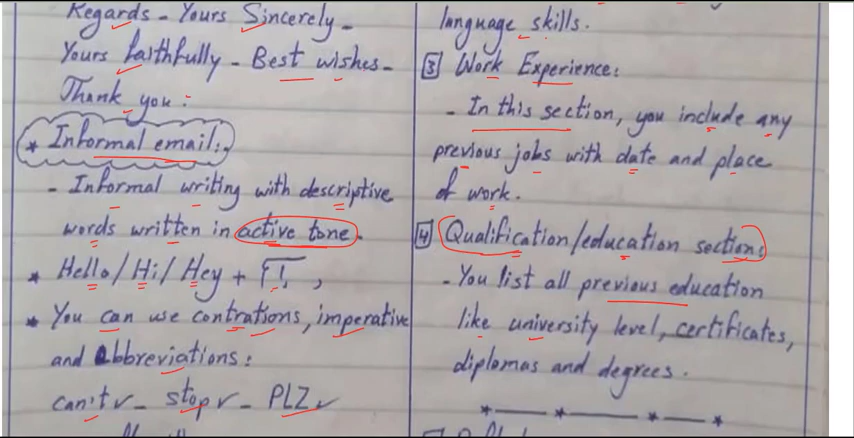 Regards - Yours Sincerely -
Yours faithfully - Best wishes -
Thank you.
* Informal email:
- Informal writing with descriptive
words written in active tone.
* Hello/Hi/Hey +
* You can use contrations, imperative
and abbreviations:
can't ✓ - stop ✓ - PLZ ✓
language skills.
3 Work Experience:
- In this section, you include any
previous jobs with date and place
of work.
4 Qualification/education section:
- You list all previous education
like university level, certificates,
diplomas and degrees.